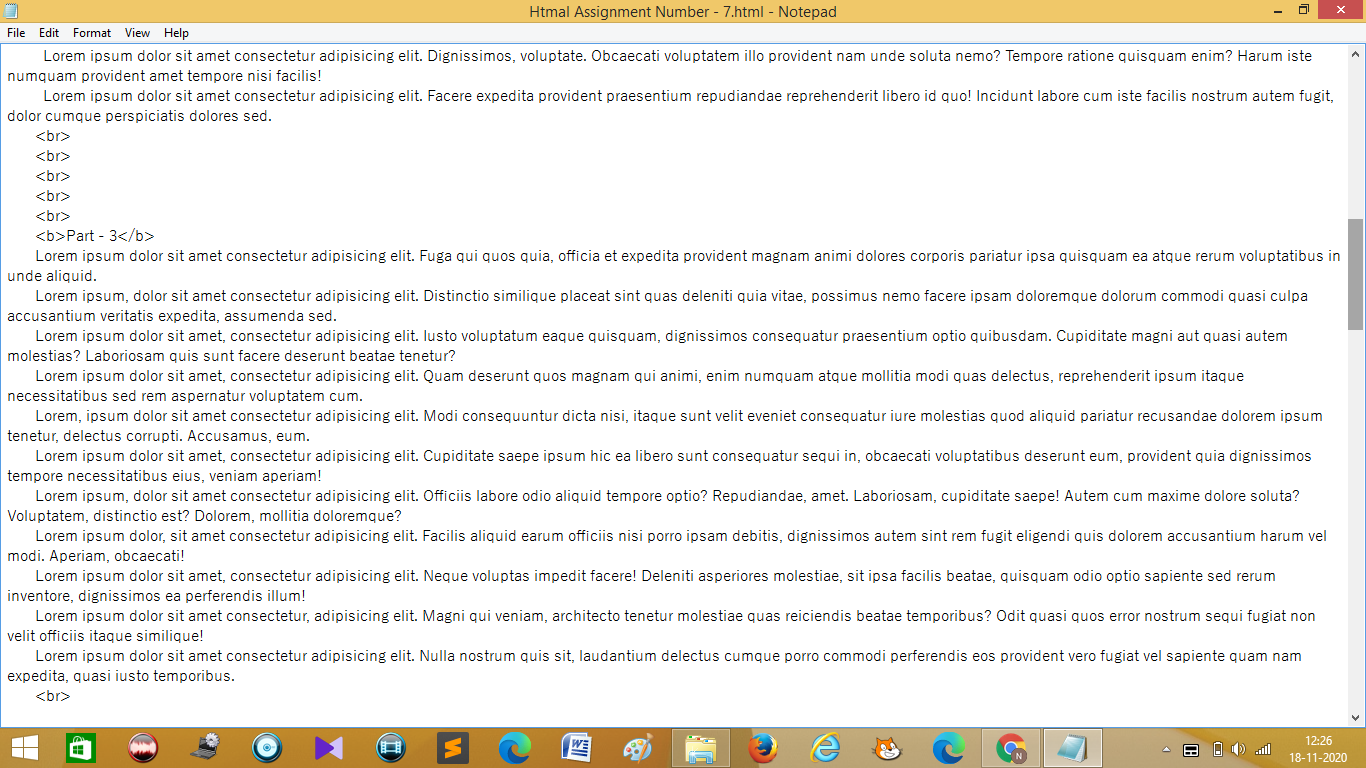 Htmal Assignment Number - 7.html - Notepad
File Edit Format View Help
Lorem ipsum dolor sit amet consectetur adipisicing elit. Dignissimos, voluptate. Obcaecati voluptatem illo provident nam unde soluta nemo? Tempore ratione quisquam enim? Harum iste
numquam provident amet tempore nisi facilis!
Lorem ipsum dolor sit amet consectetur adipisicing elit. Facere expedita provident praesentium repudiandae reprehenderit libero id quo! Incidunt labore cum iste facilis nostrum autem fugit,
dolor cumque perspiciatis dolores sed.
<br>
<br>
<br>
<br>
<br>
<b>Part - 3</b>
Lorem ipsum dolor sit amet consectetur adipisicing elit. Fuga qui quos quia, officia et expedita provident magnam animi dolores corporis pariatur ipsa quisquam ea atque rerum voluptatibus in
unde aliquid.
Lorem ipsum, dolor sit amet consectetur adipisicing elit. Distinctio similique placeat sint quas deleniti quia vitae, possimus nemo facere ipsam doloremque dolorum commodi quasi culpa
accusantium veritatis expedita, assumenda sed.
Lorem ipsum dolor sit amet, consectetur adipisicing elit. Iusto voluptatum eaque quisquam, dignissimos consequatur praesentium optio quibusdam. Cupiditate magni aut quasi autem
molestias? Laboriosam quis sunt facere deserunt beatae tenetur?
Lorem ipsum dolor sit amet, consectetur adipisicing elit. Quam deserunt quos magnam qui animi, enim numquam atque mollitia modi quas delectus, reprehenderit ipsum itaque
necessitatibus sed rem aspernatur voluptatem cum.
Lorem, ipsum dolor sit amet consectetur adipisicing elit. Modi consequuntur dicta nisi, itaque sunt velit eveniet consequatur iure molestias quod aliquid pariatur recusandae dolorem ipsum
tenetur, delectus corrupti. Accusamus, eum.
Lorem ipsum dolor sit amet, consectetur adipisicing elit. Cupiditate saepe ipsum hic ea libero sunt consequatur sequi in, obcaecati voluptatibus deserunt eum, provident quia dignissimos
tempore necessitatibus eius, veniam aperiam!
Lorem ipsum, dolor sit amet consectetur adipisicing elit. Officiis labore odio aliquid tempore optio? Repudiandae, amet. Laboriosam, cupiditate saepe! Autem cum maxime dolore soluta?
Voluptatem, distinctio est? Dolorem, mollitia doloremque?
Lorem ipsum dolor, sit amet consectetur adipisicing elit. Facilis aliquid earum officiis nisi porro ipsam debitis, dignissimos autem sint rem fugit eligendi quis dolorem accusantium harum vel
modi. Aperiam, obcaecati!
Lorem ipsum dolor sit amet, consectetur adipisicing elit. Neque voluptas impedit facere! Deleniti asperiores molestiae, sit ipsa facilis beatae, quisquam odio optio sapiente sed rerum
inventore, dignissimos ea perferendis illum!
Lorem ipsum dolor sit amet consectetur, adipisicing elit. Magni qui veniam, architecto tenetur molestiae quas reiciendis beatae temporibus? Odit quasi quos error nostrum sequi fugiat non
velit officiis itaque similique!
Lorem ipsum dolor sit amet consectetur adipisicing elit. Nulla nostrum quis sit, laudantium delectus cumque porro commodi perferendis eos provident vero fugiat vel sapiente quam nam
expedita, quasi iusto temporibus.
<br>
12:26
18-11-2020